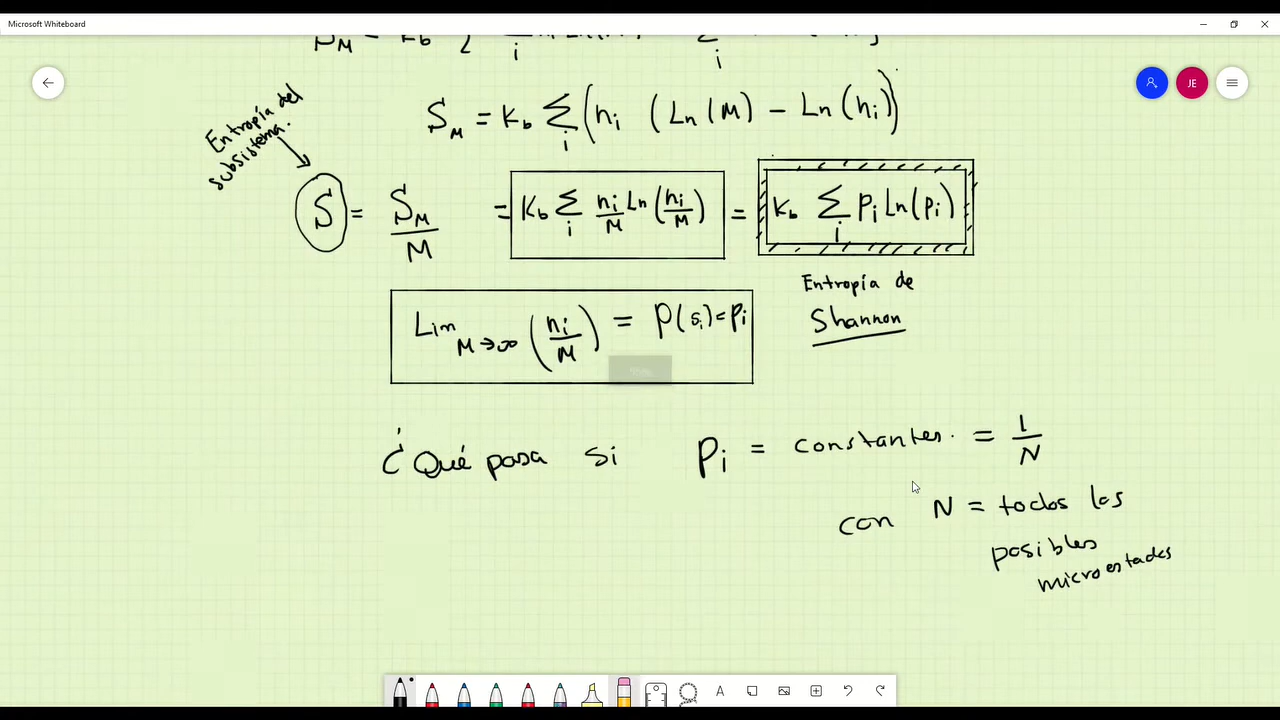 Microsoft Whiteboard
JE
S_M = K_b Σ_i (n_i (Ln(M) - Ln(n_i))
Entropía del
subsistema.
S = S_M / M = K_b Σ_i n_i/M Ln(n_i/M) = K_b Σ_i p_i Ln(p_i)
Entropía de
Shannon
Lim M→∞ (n_i/M) = P(s_i) = p_i
¿Qué pasa si p_i = constantes. = 1/N
con N = todos los
posibles
microestados